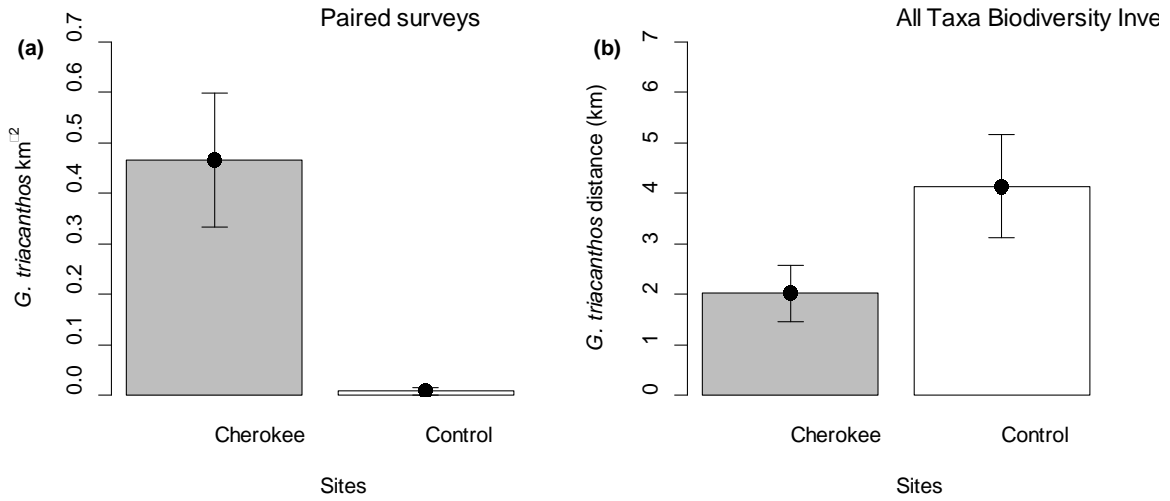 Paired surveys
(a)
G. triacanthos km⁻²
0.0 0.1 0.2 0.3 0.4 0.5 0.6 0.7
Cherokee Control
Sites
All Taxa Biodiversity Inve
(b)
G. triacanthos distance (km)
0 1 2 3 4 5 6 7
Cherokee Control
Sites